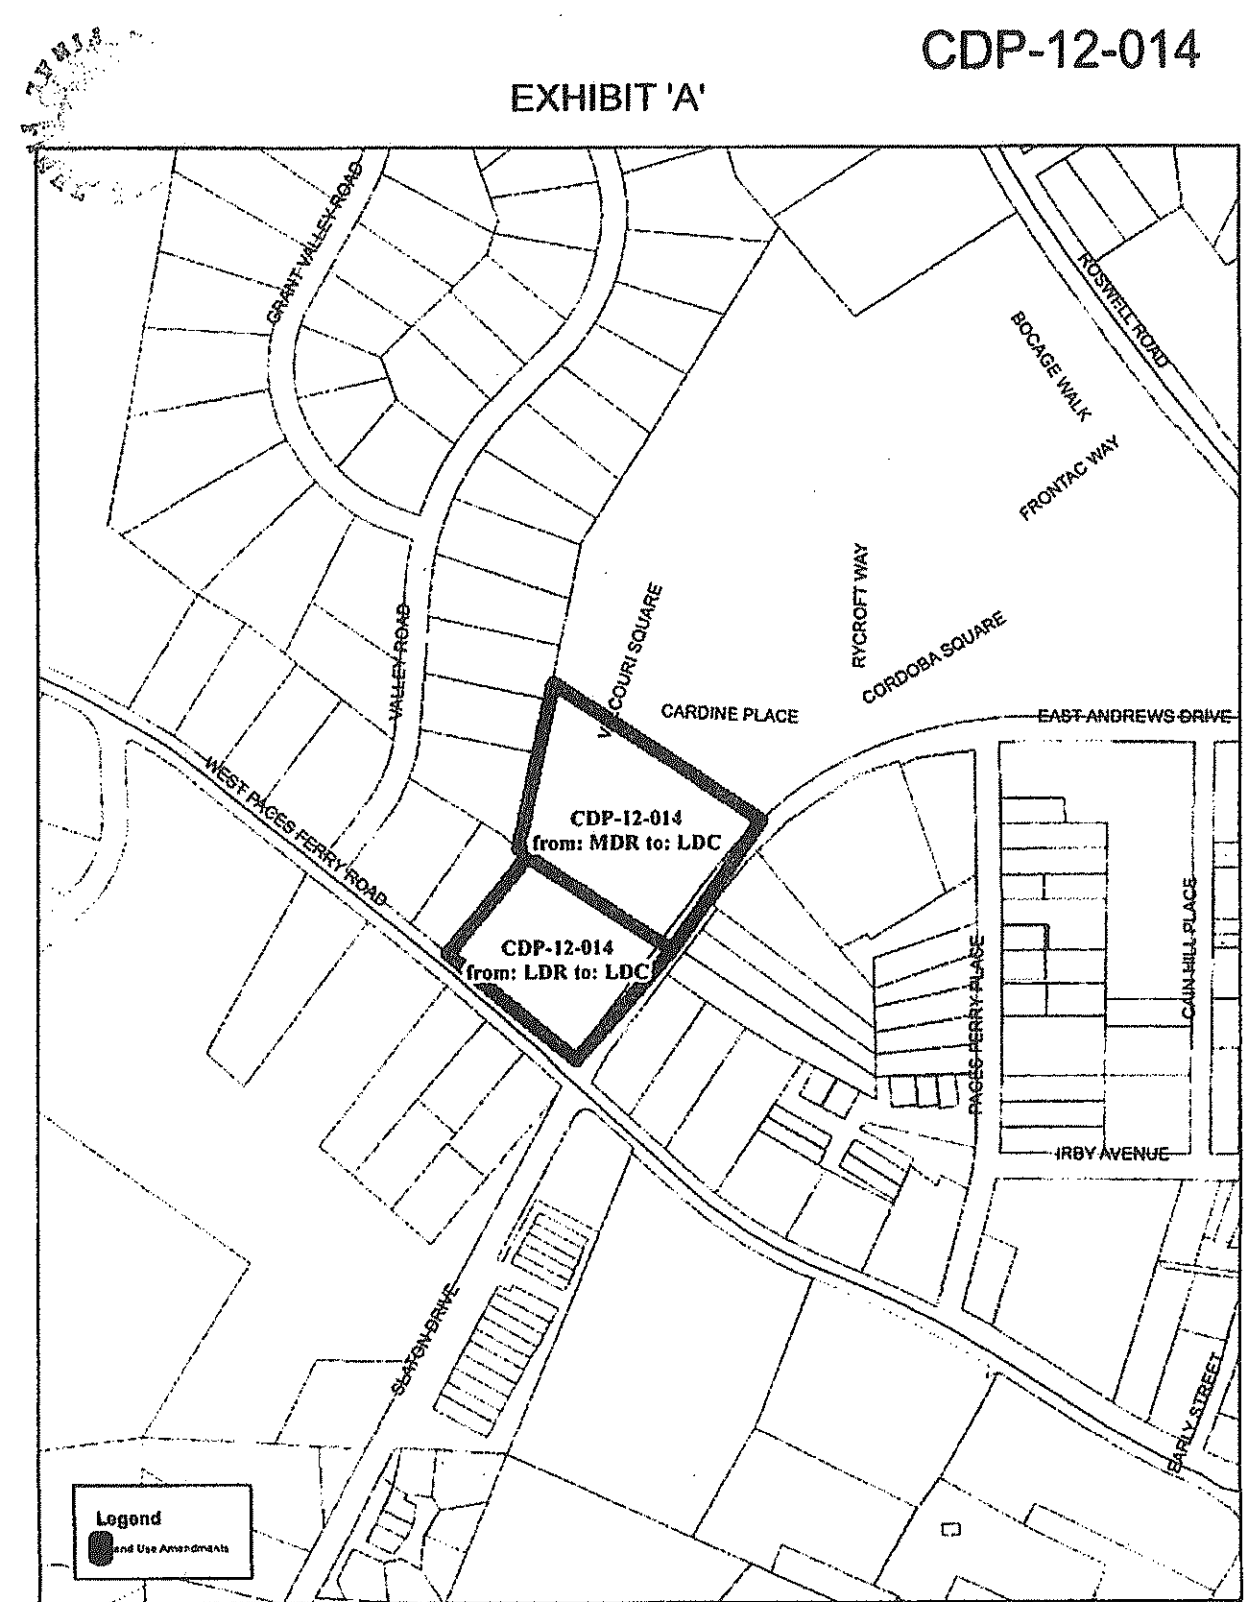 CDP-12-014
EXHIBIT 'A'
GRANT VALLEY ROAD
ROSWELL ROAD
BOCAGE WALK
FRONTAC WAY
RYCROFT WAY
COURI SQUARE
CORDOBA SQUARE
VALLEY ROAD
CARDINE PLACE
EAST ANDREWS DRIVE
WEST PACES FERRY ROAD
CDP-12-014
from: MDR to: LDC
CDP-12-014
from: LDR to: LDC
PACES FERRY PLACE
CAIN HILL PLACE
IRBY AVENUE
SLATON DRIVE
EARLY STREET
Legend
and Use Amendments